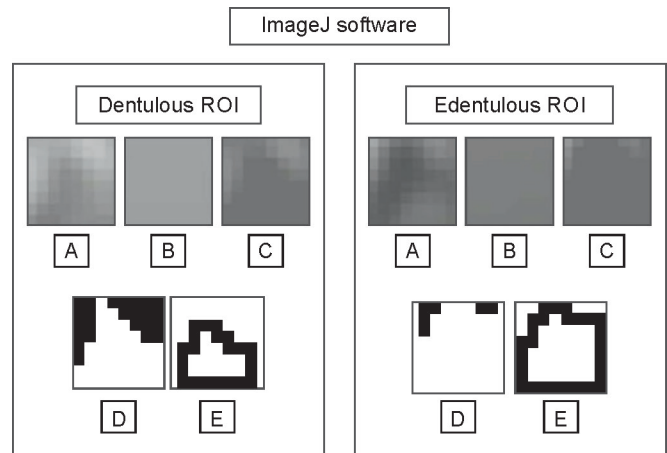 ImageJ software
Dentulous ROI
A B C
D E
Edentulous ROI
A B C
D E